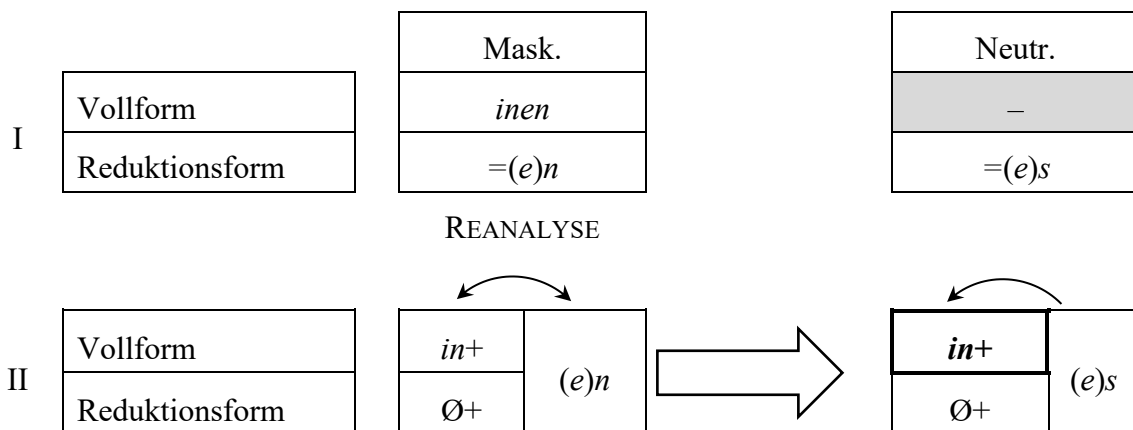 Mask. Neutr.
I
Vollform inen –
Reduktionsform =(e)n =(e)s
REANALYSE
II
Vollform in+ in+
(e)n (e)s
Reduktionsform Ø+ Ø+